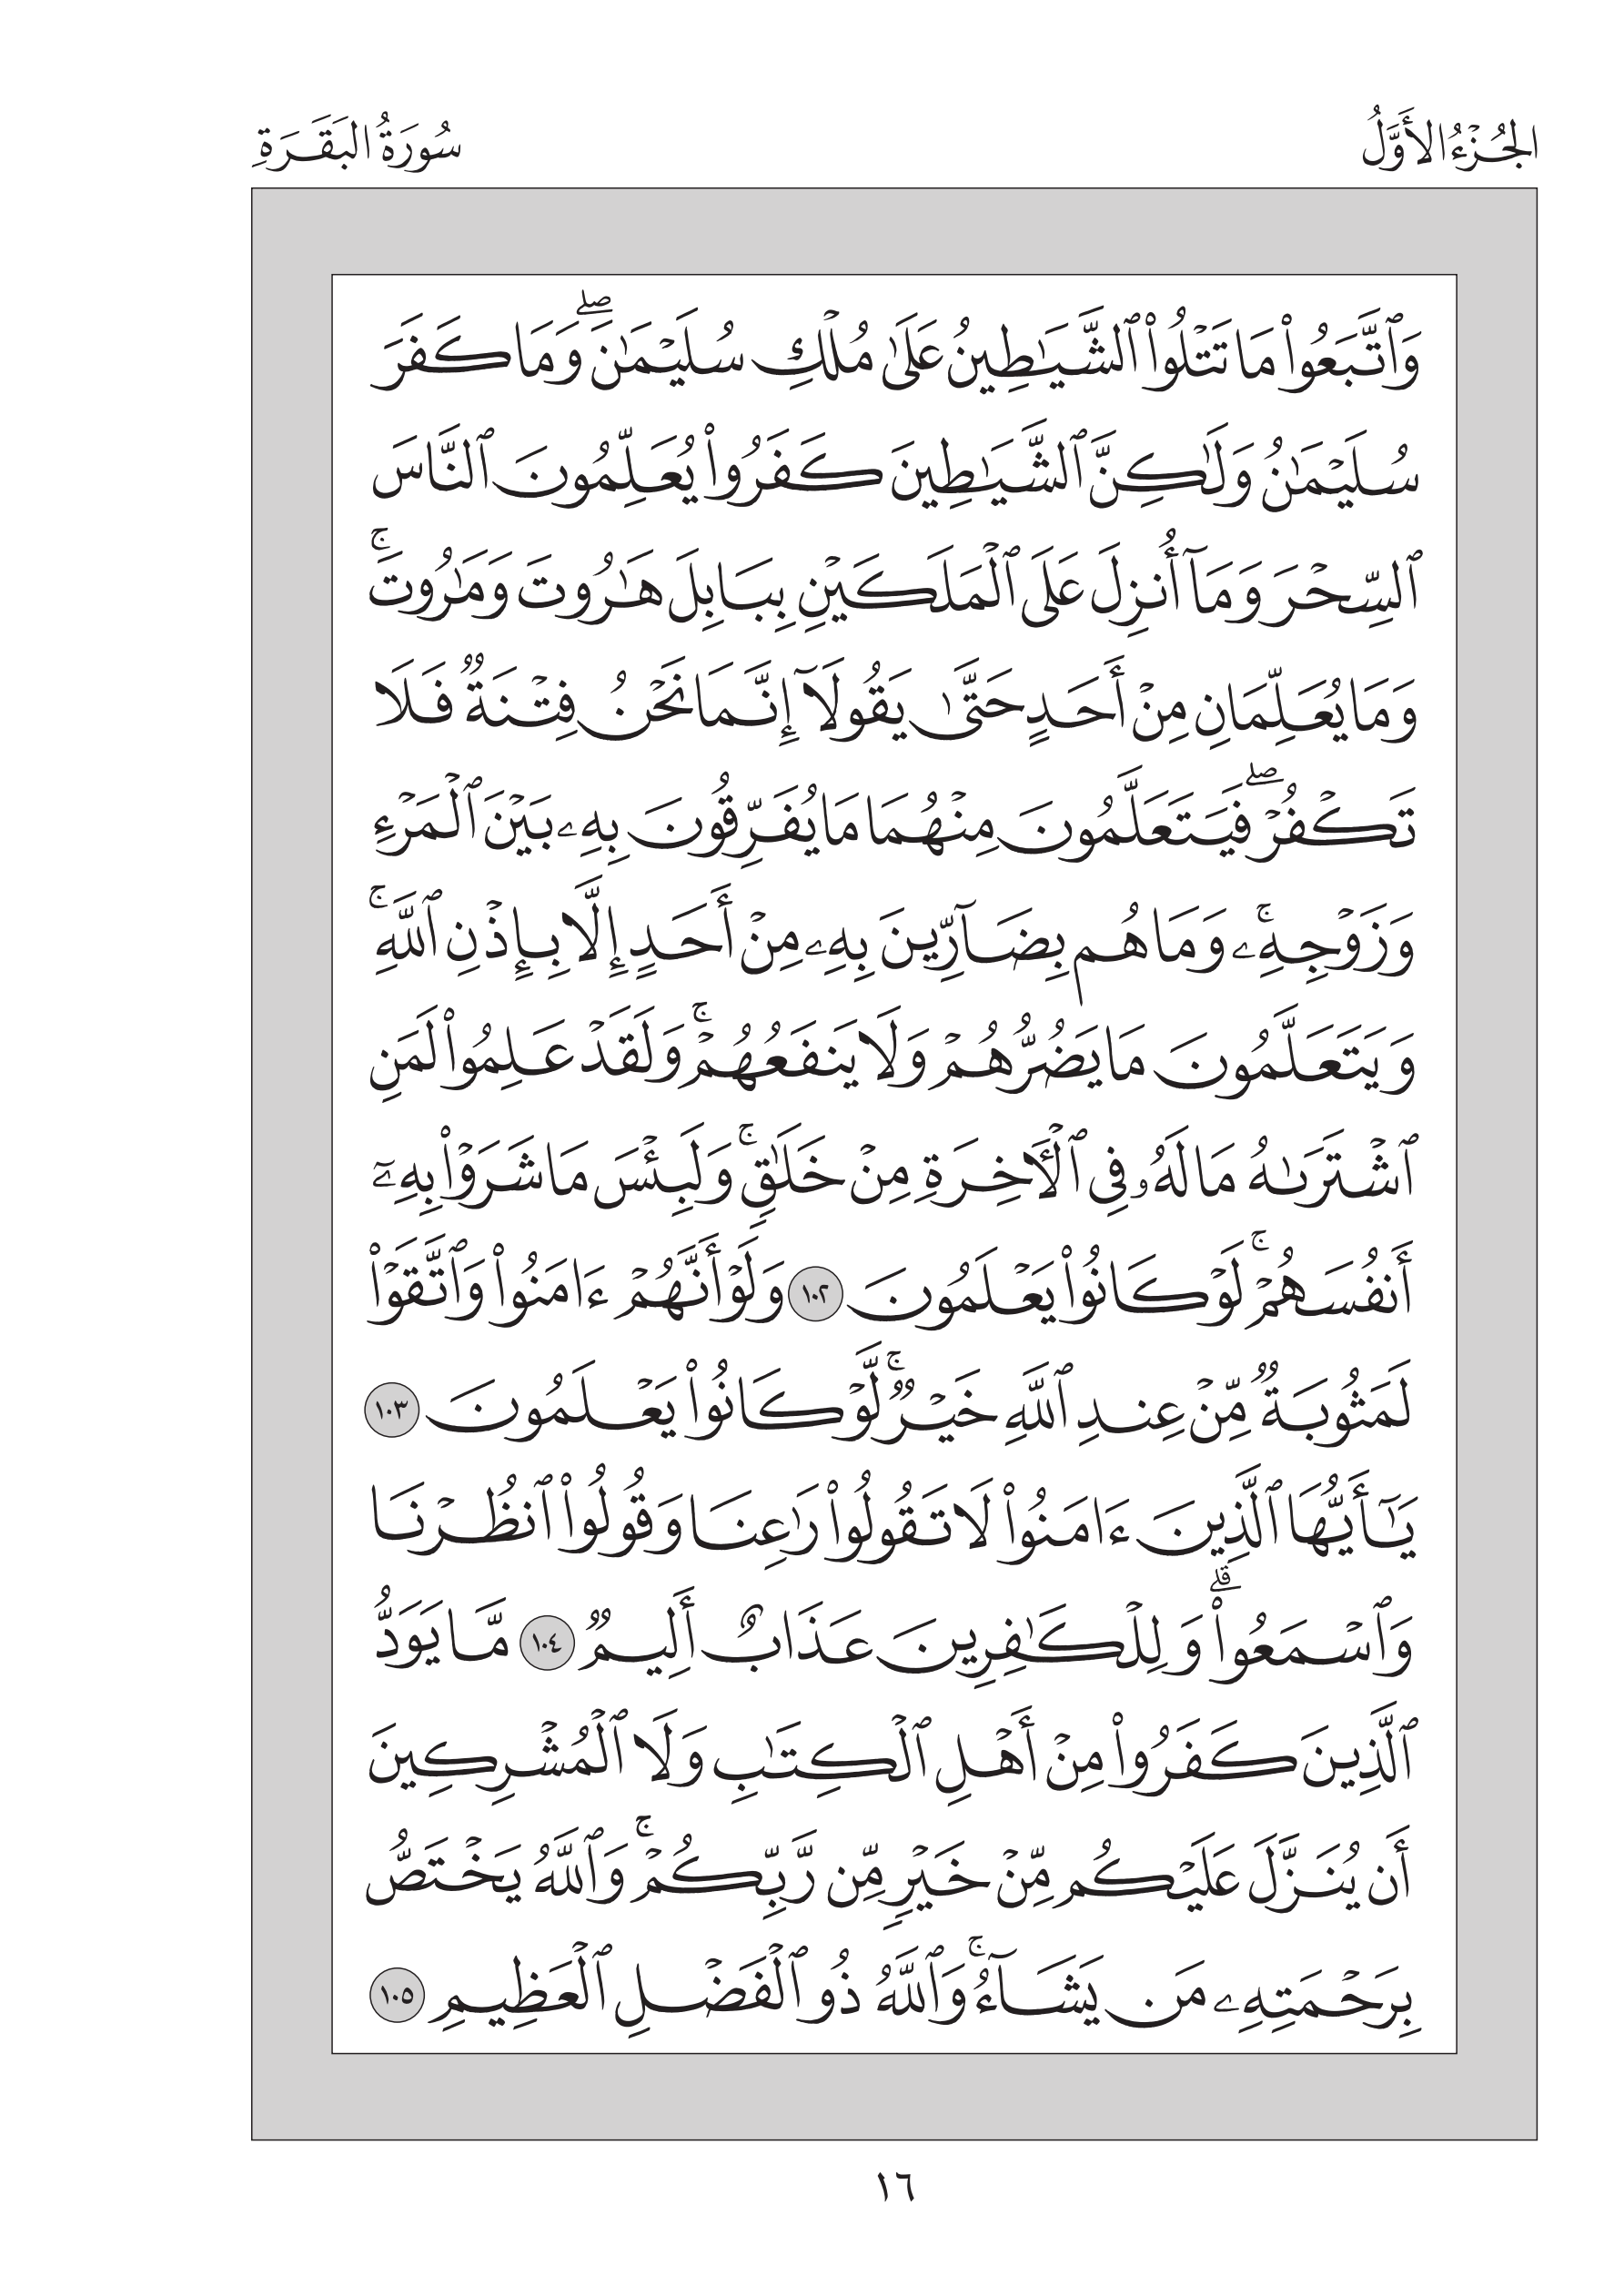 الجُزْءُ الأَوَّلُ
سُورَةُ البَقَرَةِ
وَٱتَّبَعُواْ مَا تَتۡلُواْ ٱلشَّيَٰطِينُ عَلَىٰ مُلۡكِ سُلَيۡمَٰنَۖ وَمَا كَفَرَ
سُلَيۡمَٰنُ وَلَٰكِنَّ ٱلشَّيَٰطِينَ كَفَرُواْ يُعَلِّمُونَ ٱلنَّاسَ
ٱلسِّحۡرَ وَمَآ أُنزِلَ عَلَى ٱلۡمَلَكَيۡنِ بِبَابِلَ هَٰرُوتَ وَمَٰرُوتَۚ
وَمَا يُعَلِّمَانِ مِنۡ أَحَدٍ حَتَّىٰ يَقُولَآ إِنَّمَا نَحۡنُ فِتۡنَةٞ فَلَا
تَكۡفُرۡۖ فَيَتَعَلَّمُونَ مِنۡهُمَا مَا يُفَرِّقُونَ بِهِۦ بَيۡنَ ٱلۡمَرۡءِ
وَزَوۡجِهِۦۚ وَمَا هُم بِضَآرِّينَ بِهِۦ مِنۡ أَحَدٍ إِلَّا بِإِذۡنِ ٱللَّهِۚ
وَيَتَعَلَّمُونَ مَا يَضُرُّهُمۡ وَلَا يَنفَعُهُمۡۚ وَلَقَدۡ عَلِمُواْ لَمَنِ
ٱشۡتَرَىٰهُ مَا لَهُۥ فِي ٱلۡأٓخِرَةِ مِنۡ خَلَٰقٖۚ وَلَبِئۡسَ مَا شَرَوۡاْ بِهِۦٓ
أَنفُسَهُمۡۚ لَوۡ كَانُواْ يَعۡلَمُونَ ١٠٢ وَلَوۡ أَنَّهُمۡ ءَامَنُواْ وَٱتَّقَوۡاْ
لَمَثُوبَةٞ مِّنۡ عِندِ ٱللَّهِ خَيۡرٞۚ لَّوۡ كَانُواْ يَعۡلَمُونَ ١٠٣
يَٰٓأَيُّهَا ٱلَّذِينَ ءَامَنُواْ لَا تَقُولُواْ رَٰعِنَا وَقُولُواْ ٱنظُرۡنَا
وَٱسۡمَعُواْۗ وَلِلۡكَٰفِرِينَ عَذَابٌ أَلِيمٞ ١٠٤ مَّا يَوَدُّ
ٱلَّذِينَ كَفَرُواْ مِنۡ أَهۡلِ ٱلۡكِتَٰبِ وَلَا ٱلۡمُشۡرِكِينَ
أَن يُنَزَّلَ عَلَيۡكُم مِّنۡ خَيۡرٖ مِّن رَّبِّكُمۡۚ وَٱللَّهُ يَخۡتَصُّ
بِرَحۡمَتِهِۦ مَن يَشَآءُۚ وَٱللَّهُ ذُو ٱلۡفَضۡلِ ٱلۡعَظِيمِ ١٠٥
١٦